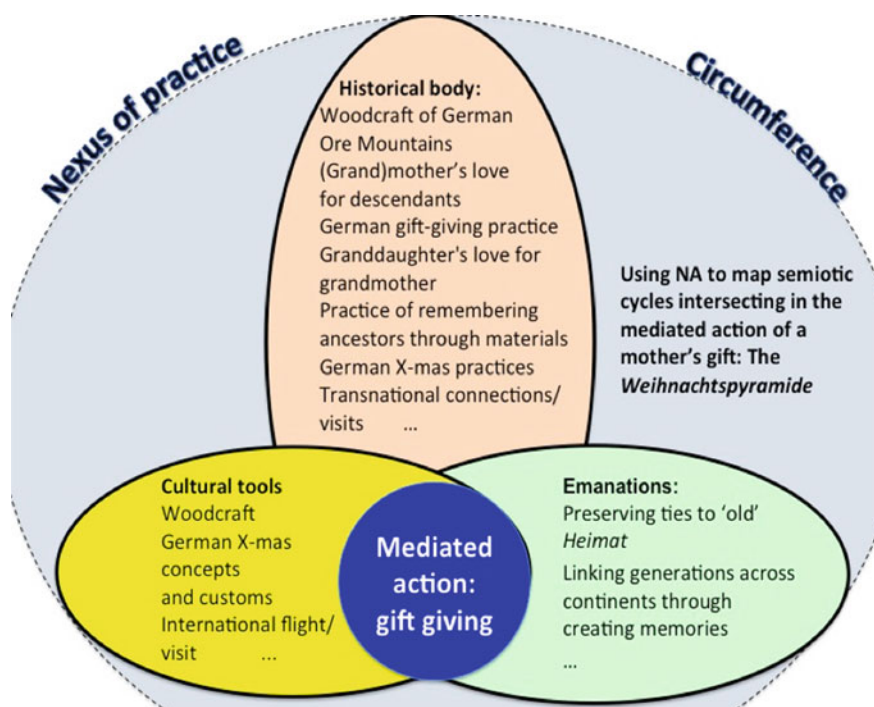 Nexus of practice
Circumference
Historical body:
Woodcraft of German
Ore Mountains
(Grand)mother's love
for descendants
German gift-giving practice
Granddaughter's love for
grandmother
Practice of remembering
ancestors through materials
German X-mas practices
Transnational connections/
visits ...
Using NA to map semiotic
cycles intersecting in the
mediated action of a
mother's gift: The
Weihnachtspyramide
Cultural tools
Woodcraft
German X-mas
concepts
and customs
International flight/
visit ...
Mediated
action:
gift giving
Emanations:
Preserving ties to ‘old’
Heimat
Linking generations across
continents through
creating memories
...